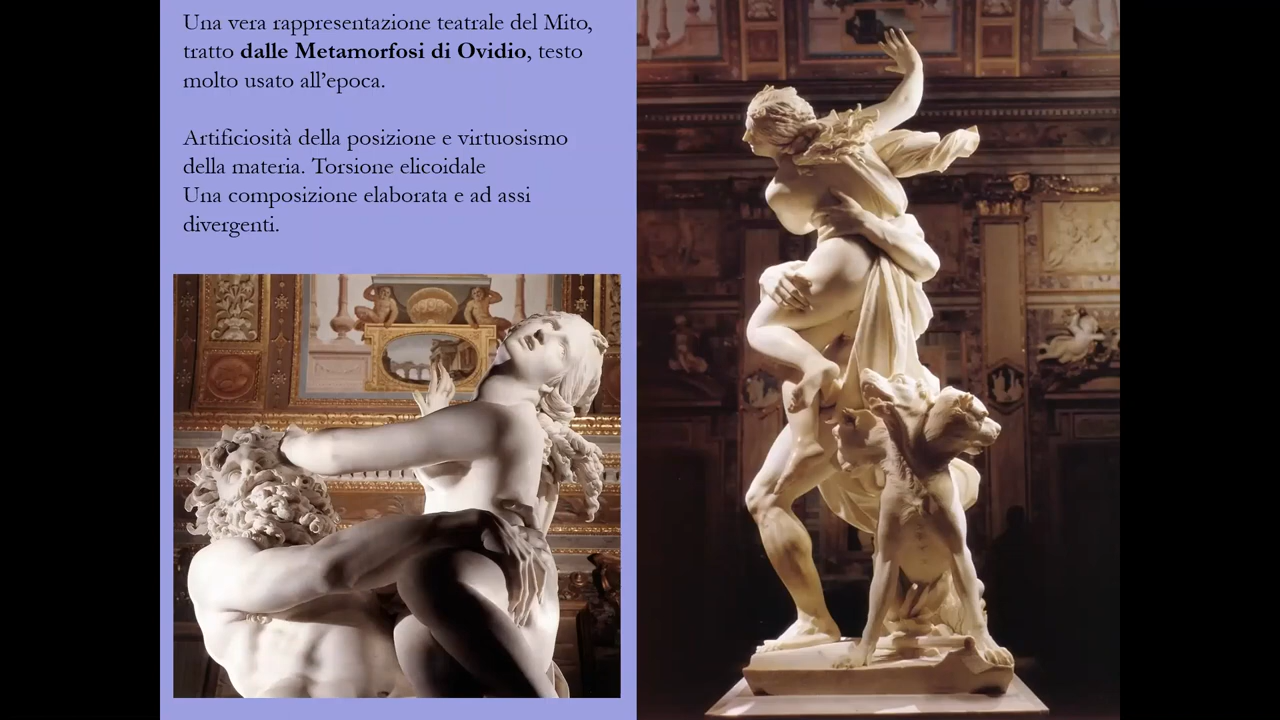 Una vera rappresentazione teatrale del Mito,
tratto dalle Metamorfosi di Ovidio, testo
molto usato all’epoca.
Artificiosità della posizione e virtuosismo
della materia. Torsione elicoidale
Una composizione elaborata e ad assi
divergenti.